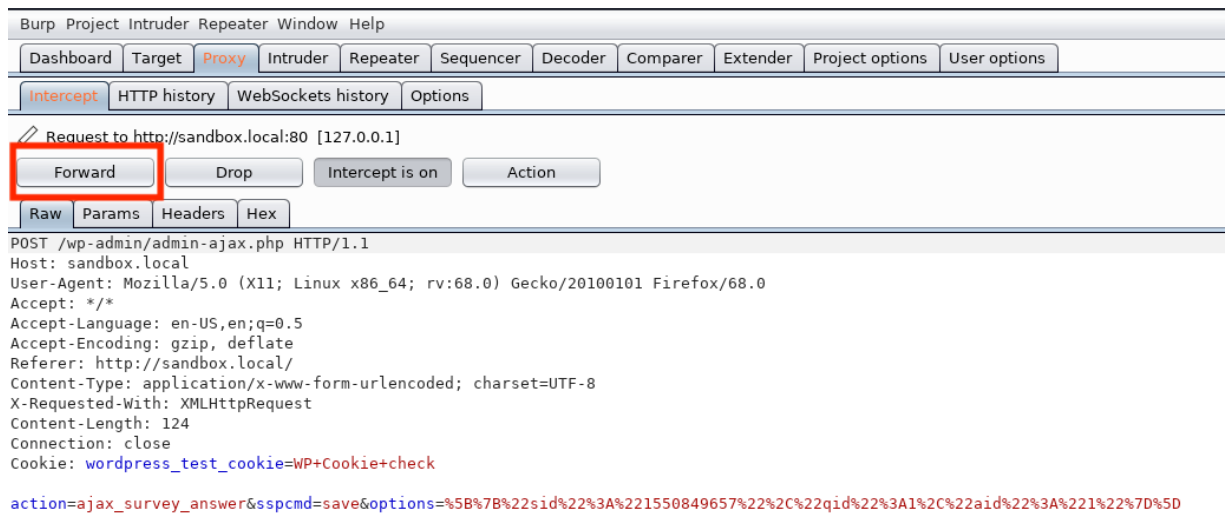 Burp Project Intruder Repeater Window Help
Dashboard Target Proxy Intruder Repeater Sequencer Decoder Comparer Extender Project options User options
Intercept HTTP history WebSockets history Options
Request to http://sandbox.local:80 [127.0.0.1]
Forward Drop Intercept is on Action
Raw Params Headers Hex
POST /wp-admin/admin-ajax.php HTTP/1.1
Host: sandbox.local
User-Agent: Mozilla/5.0 (X11; Linux x86_64; rv:68.0) Gecko/20100101 Firefox/68.0
Accept: */*
Accept-Language: en-US,en;q=0.5
Accept-Encoding: gzip, deflate
Referer: http://sandbox.local/
Content-Type: application/x-www-form-urlencoded; charset=UTF-8
X-Requested-With: XMLHttpRequest
Content-Length: 124
Connection: close
Cookie: wordpress_test_cookie=WP+Cookie+check
action=ajax_survey_answer&sspcmd=save&options=%5B%7B%22sid%22%3A%221550849657%22%2C%22qid%22%3A1%2C%22aid%22%3A%221%22%7D%5D